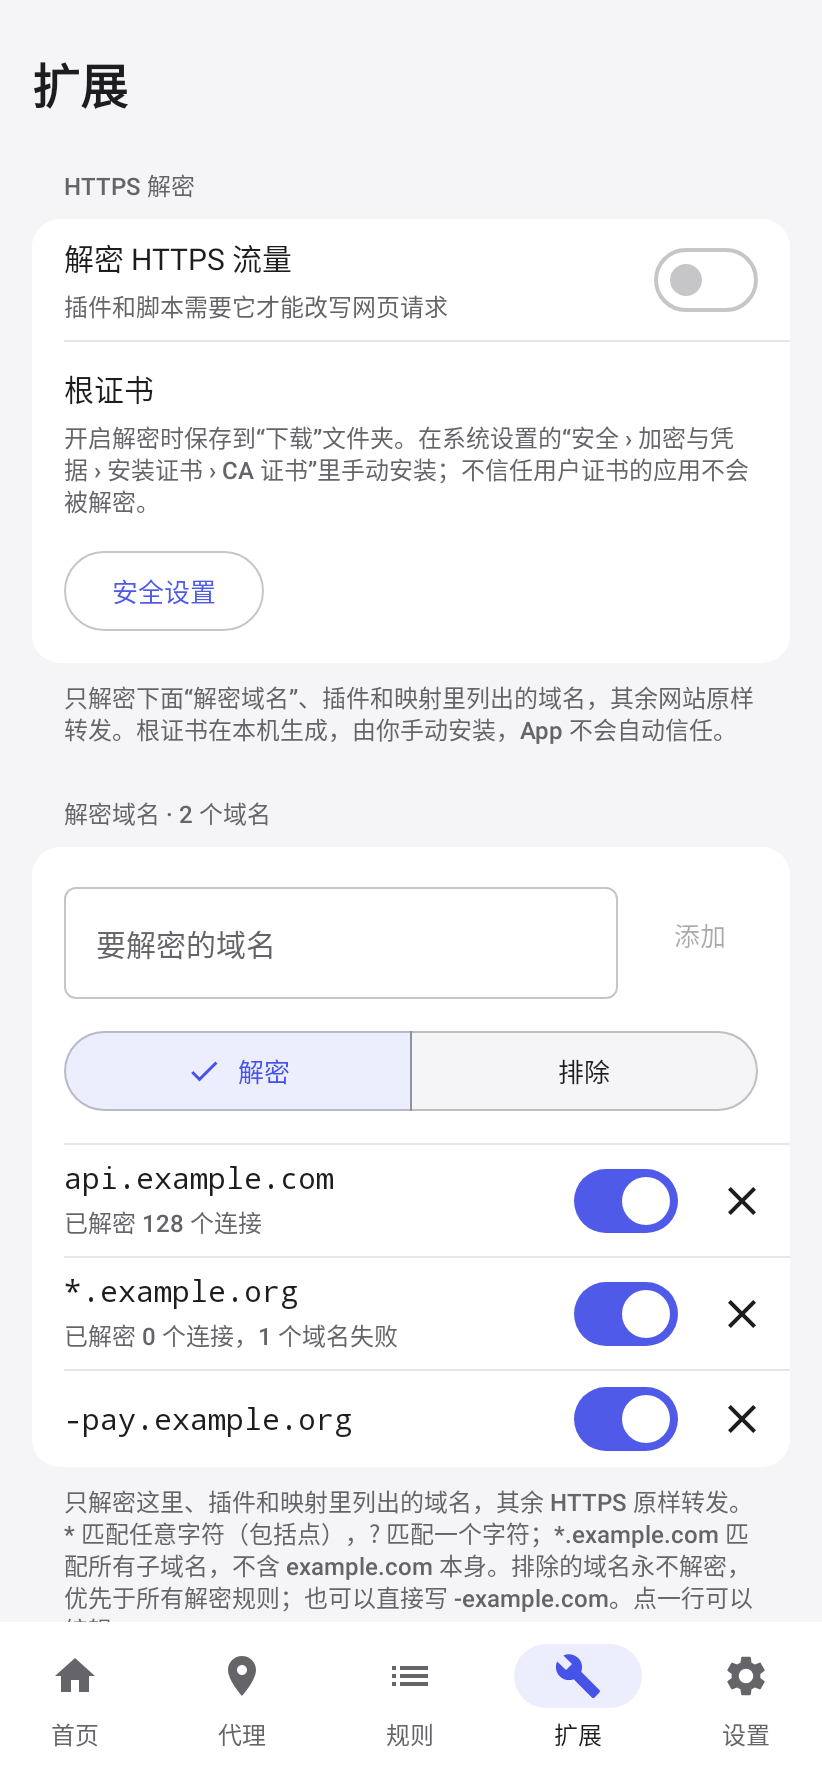 扩展
HTTPS 解密
解密 HTTPS 流量
插件和脚本需要它才能改写网页请求
根证书
开启解密时保存到“下载”文件夹。在系统设置的“安全 › 加密与凭
据 › 安装证书 › CA 证书”里手动安装；不信任用户证书的应用不会
被解密。
安全设置
只解密下面“解密域名”、插件和映射里列出的域名，其余网站原样
转发。根证书在本机生成，由你手动安装，App 不会自动信任。
解密域名 · 2 个域名
要解密的域名
添加
解密
排除
api.example.com
已解密 128 个连接
*.example.org
已解密 0 个连接，1 个域名失败
-pay.example.org
只解密这里、插件和映射里列出的域名，其余 HTTPS 原样转发。
* 匹配任意字符（包括点），? 匹配一个字符；*.example.com 匹
配所有子域名，不含 example.com 本身。排除的域名永不解密，
优先于所有解密规则；也可以直接写 -example.com。点一行可以
首页
代理
规则
扩展
设置